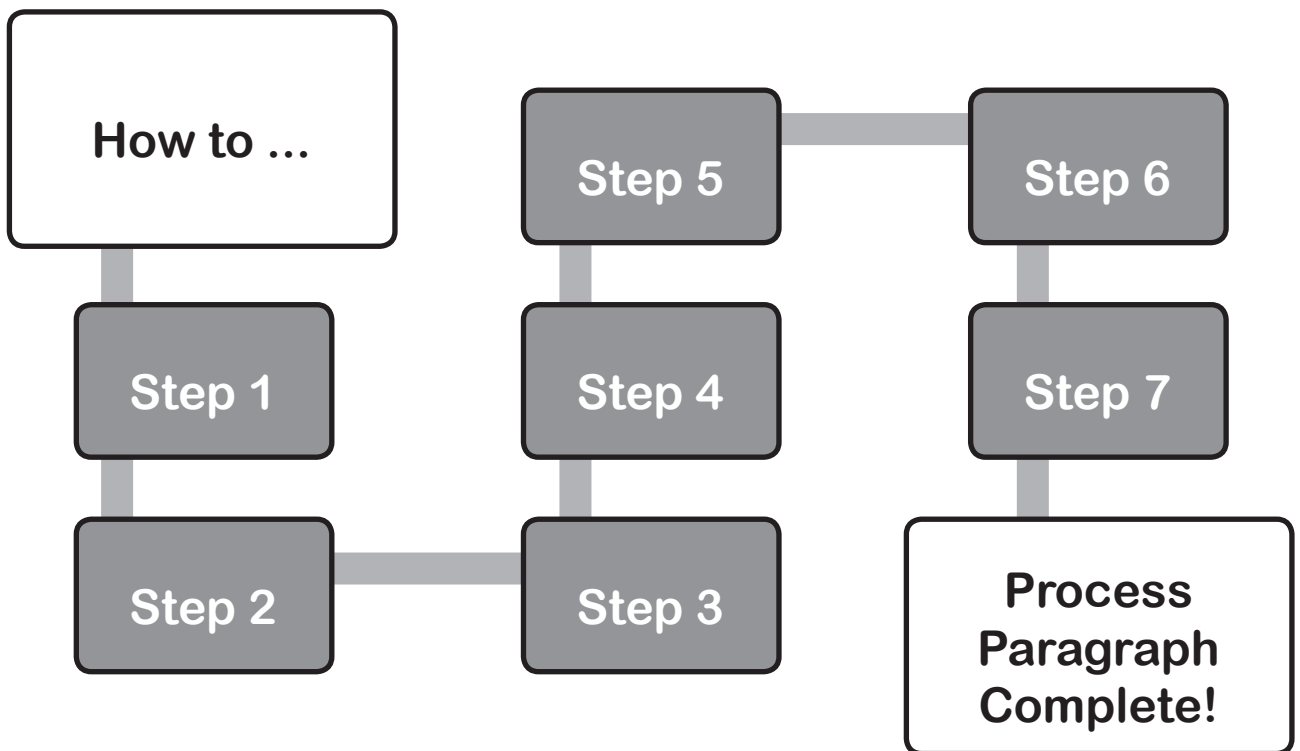 How to ...
Step 1
Step 2
Step 3
Step 4
Step 5
Step 6
Step 7
Process
Paragraph
Complete!